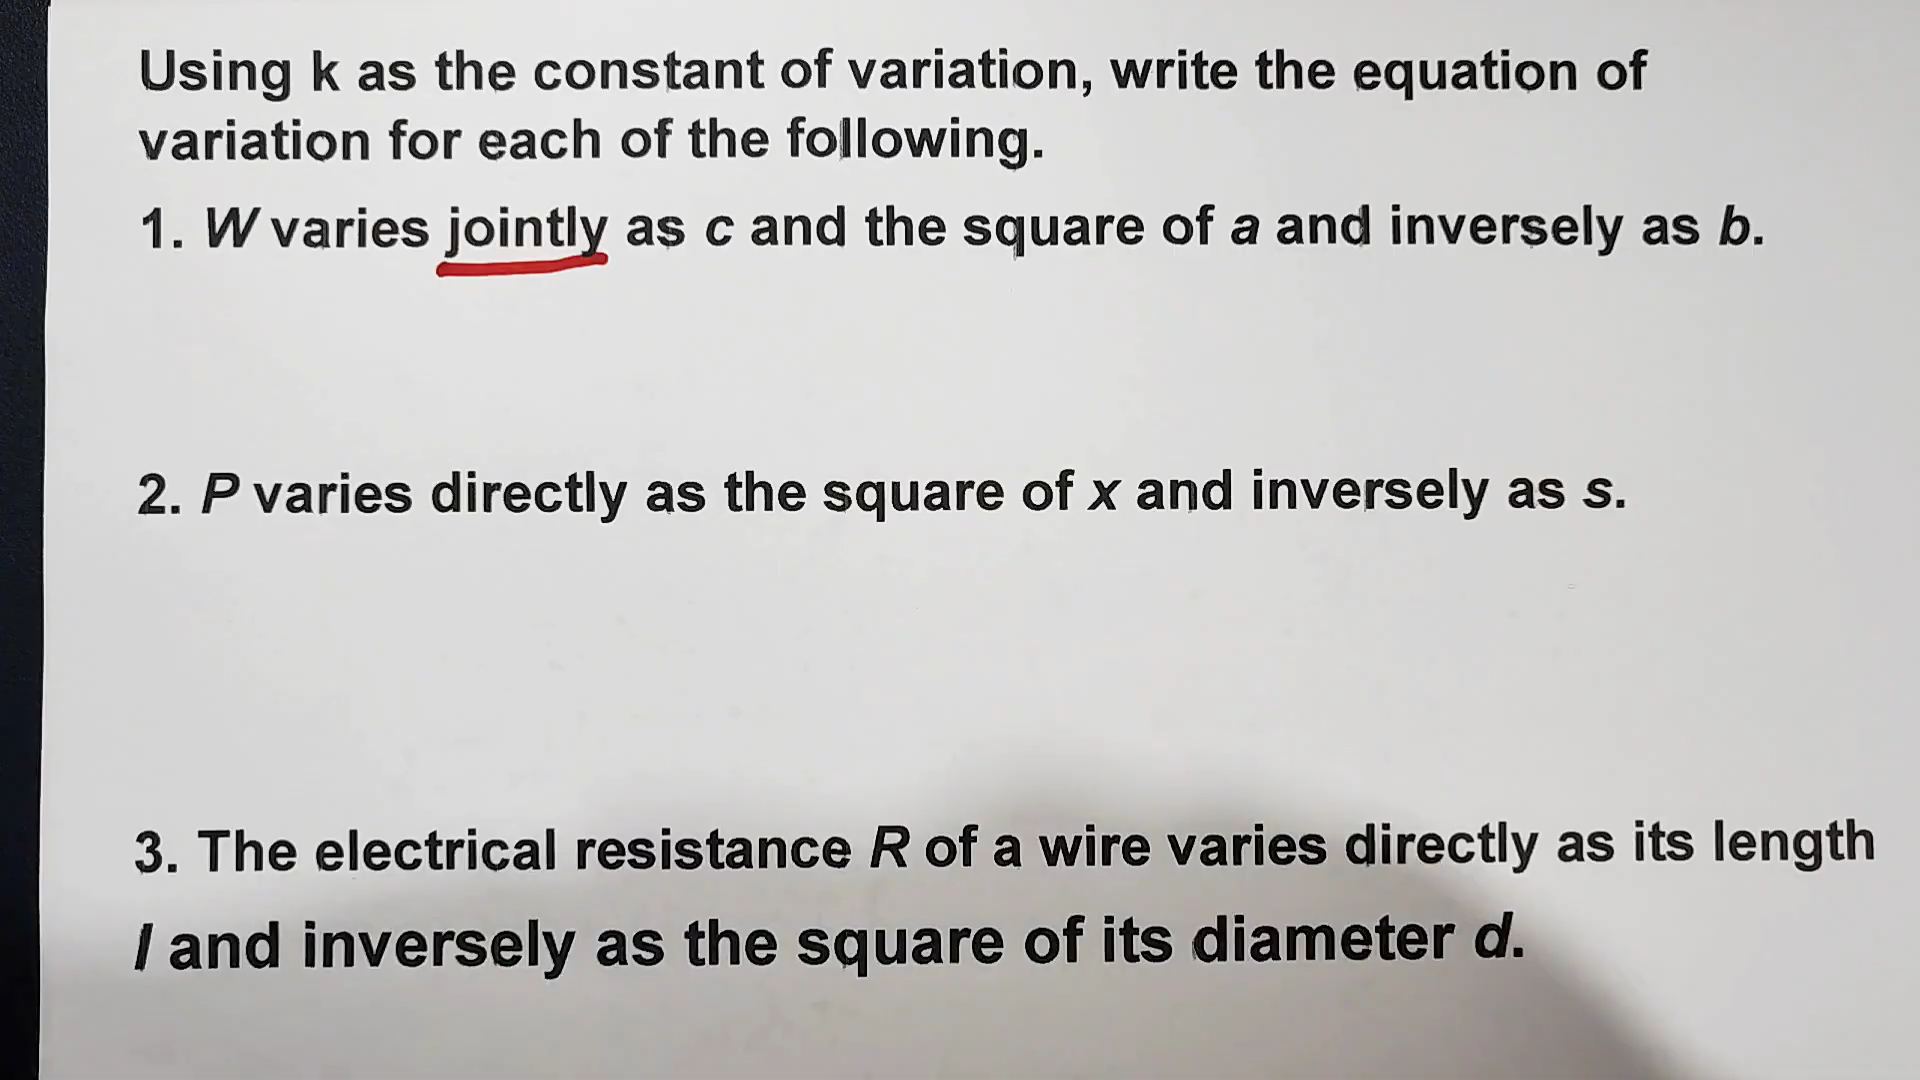 Using k as the constant of variation, write the equation of
variation for each of the following.
1. W varies jointly as c and the square of a and inversely as b.
2. P varies directly as the square of x and inversely as s.
3. The electrical resistance R of a wire varies directly as its length
l and inversely as the square of its diameter d.